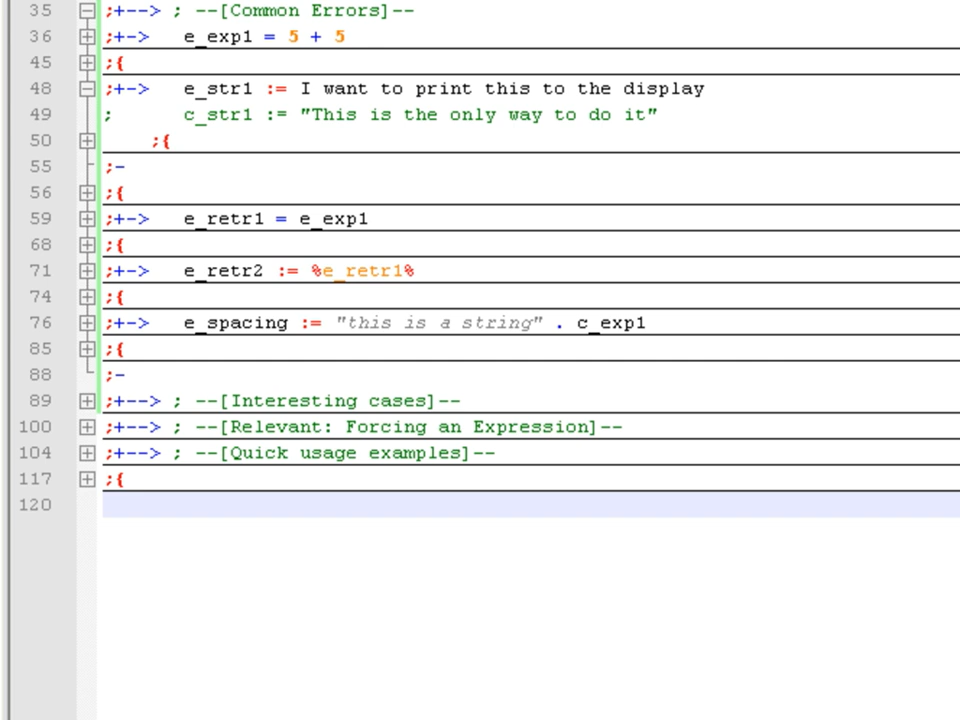 35 ;+--> ; --[Common Errors]--
36 ;+-> e_exp1 = 5 + 5
45 ;{
48 ;+-> e_str1 := I want to print this to the display
49 ; c_str1 := "This is the only way to do it"
50 ;{
55 ;-
56 ;{
59 ;+-> e_retr1 = e_exp1
68 ;{
71 ;+-> e_retr2 := %e_retr1%
74 ;{
76 ;+-> e_spacing := "this is a string" . c_exp1
85 ;{
88 ;-
89 ;+--> ; --[Interesting cases]--
100 ;+--> ; --[Relevant: Forcing an Expression]--
104 ;+--> ; --[Quick usage examples]--
117 ;{
120